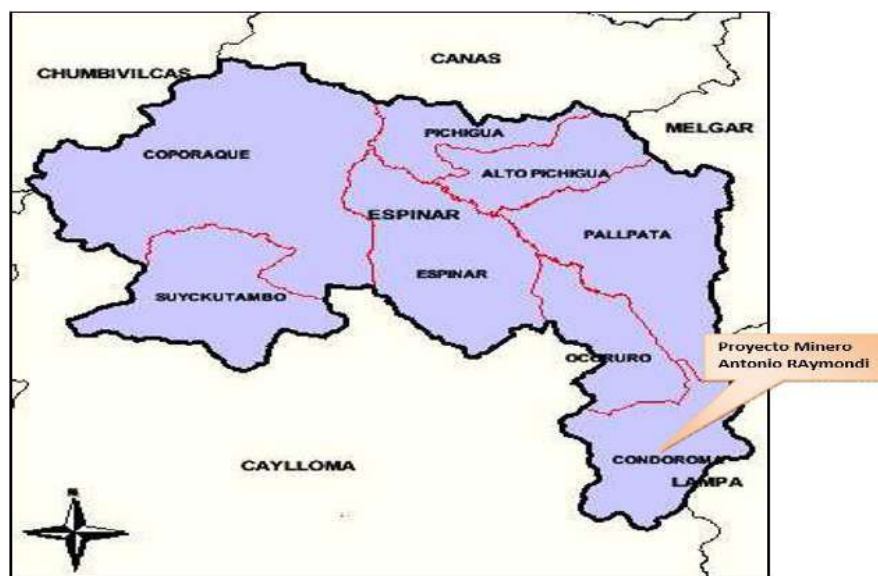 CANAS
CHUMBIVILCAS
MELGAR
PICHIGUA
COPORAQUE
ALTO PICHIGUA
ESPINAR
PALLPATA
ESPINAR
SUYCKUTAMBO
Proyecto Minero
Antonio RAymondi
OCORURO
CONDOROMA
CAYLLOMA
LAMPA
N